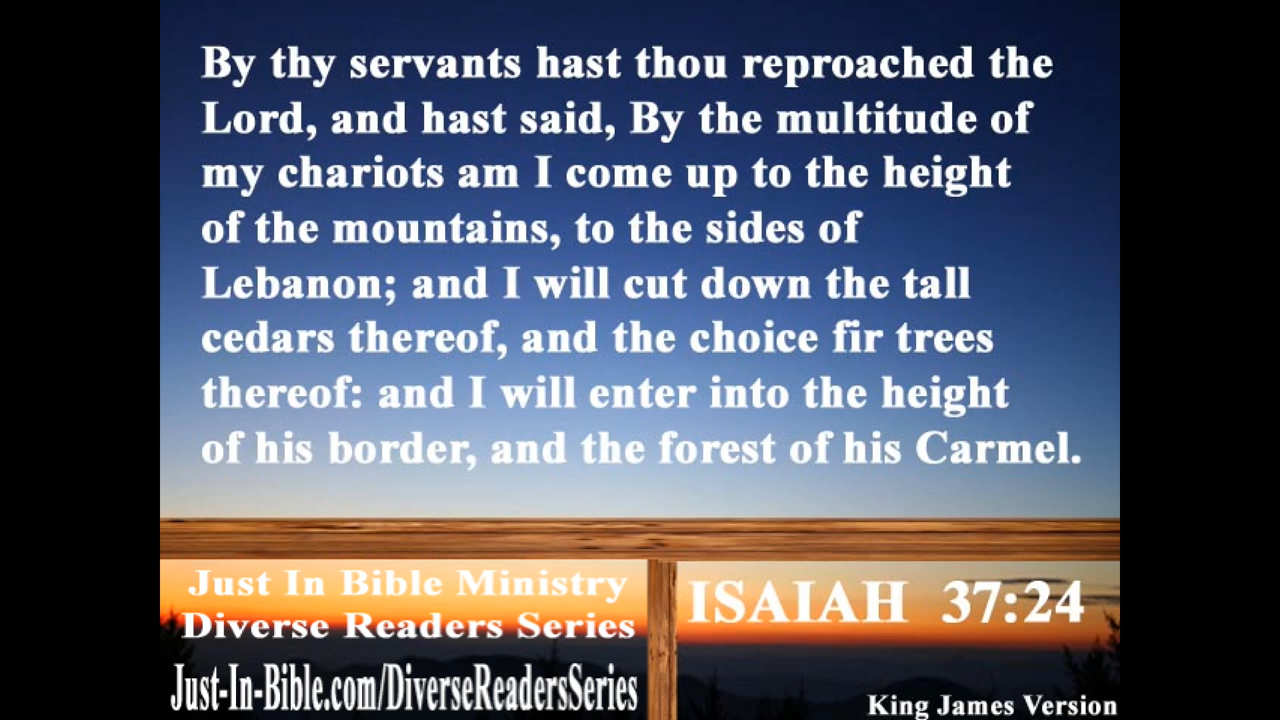 By thy servants hast thou reproached the
Lord, and hast said, By the multitude of
my chariots am I come up to the height
of the mountains, to the sides of
Lebanon; and I will cut down the tall
cedars thereof, and the choice fir trees
thereof: and I will enter into the height
of his border, and the forest of his Carmel.
Just In Bible Ministry
Diverse Readers Series
Just-In-Bible.com/DiverseReadersSeries
ISAIAH 37:24
King James Version